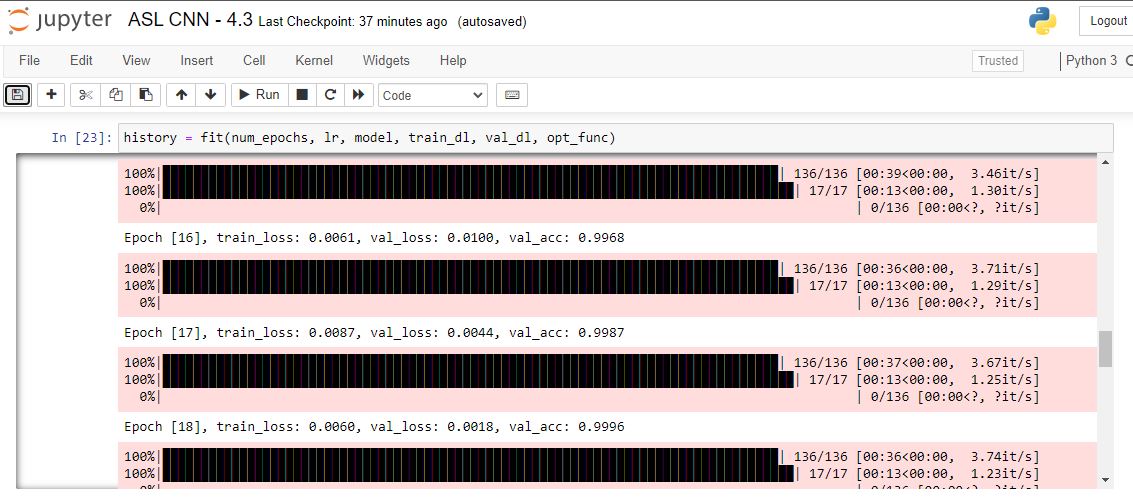 jupyter ASL CNN - 4.3 Last Checkpoint: 37 minutes ago (autosaved)
Logout
File Edit View Insert Cell Kernel Widgets Help
Trusted
Python 3
Run
Code
In [23]: history = fit(num_epochs, lr, model, train_dl, val_dl, opt_func)
100%| | 136/136 [00:39<00:00, 3.46it/s]
100%| | 17/17 [00:13<00:00, 1.30it/s]
0%| | 0/136 [00:00<?, ?it/s]
Epoch [16], train_loss: 0.0061, val_loss: 0.0100, val_acc: 0.9968
100%| | 136/136 [00:36<00:00, 3.71it/s]
100%| | 17/17 [00:13<00:00, 1.29it/s]
0%| | 0/136 [00:00<?, ?it/s]
Epoch [17], train_loss: 0.0087, val_loss: 0.0044, val_acc: 0.9987
100%| | 136/136 [00:37<00:00, 3.67it/s]
100%| | 17/17 [00:13<00:00, 1.25it/s]
0%| | 0/136 [00:00<?, ?it/s]
Epoch [18], train_loss: 0.0060, val_loss: 0.0018, val_acc: 0.9996
100%| | 136/136 [00:36<00:00, 3.74it/s]
100%| | 17/17 [00:13<00:00, 1.23it/s]
0%| | 0/136 [00:00<?, ?it/s]